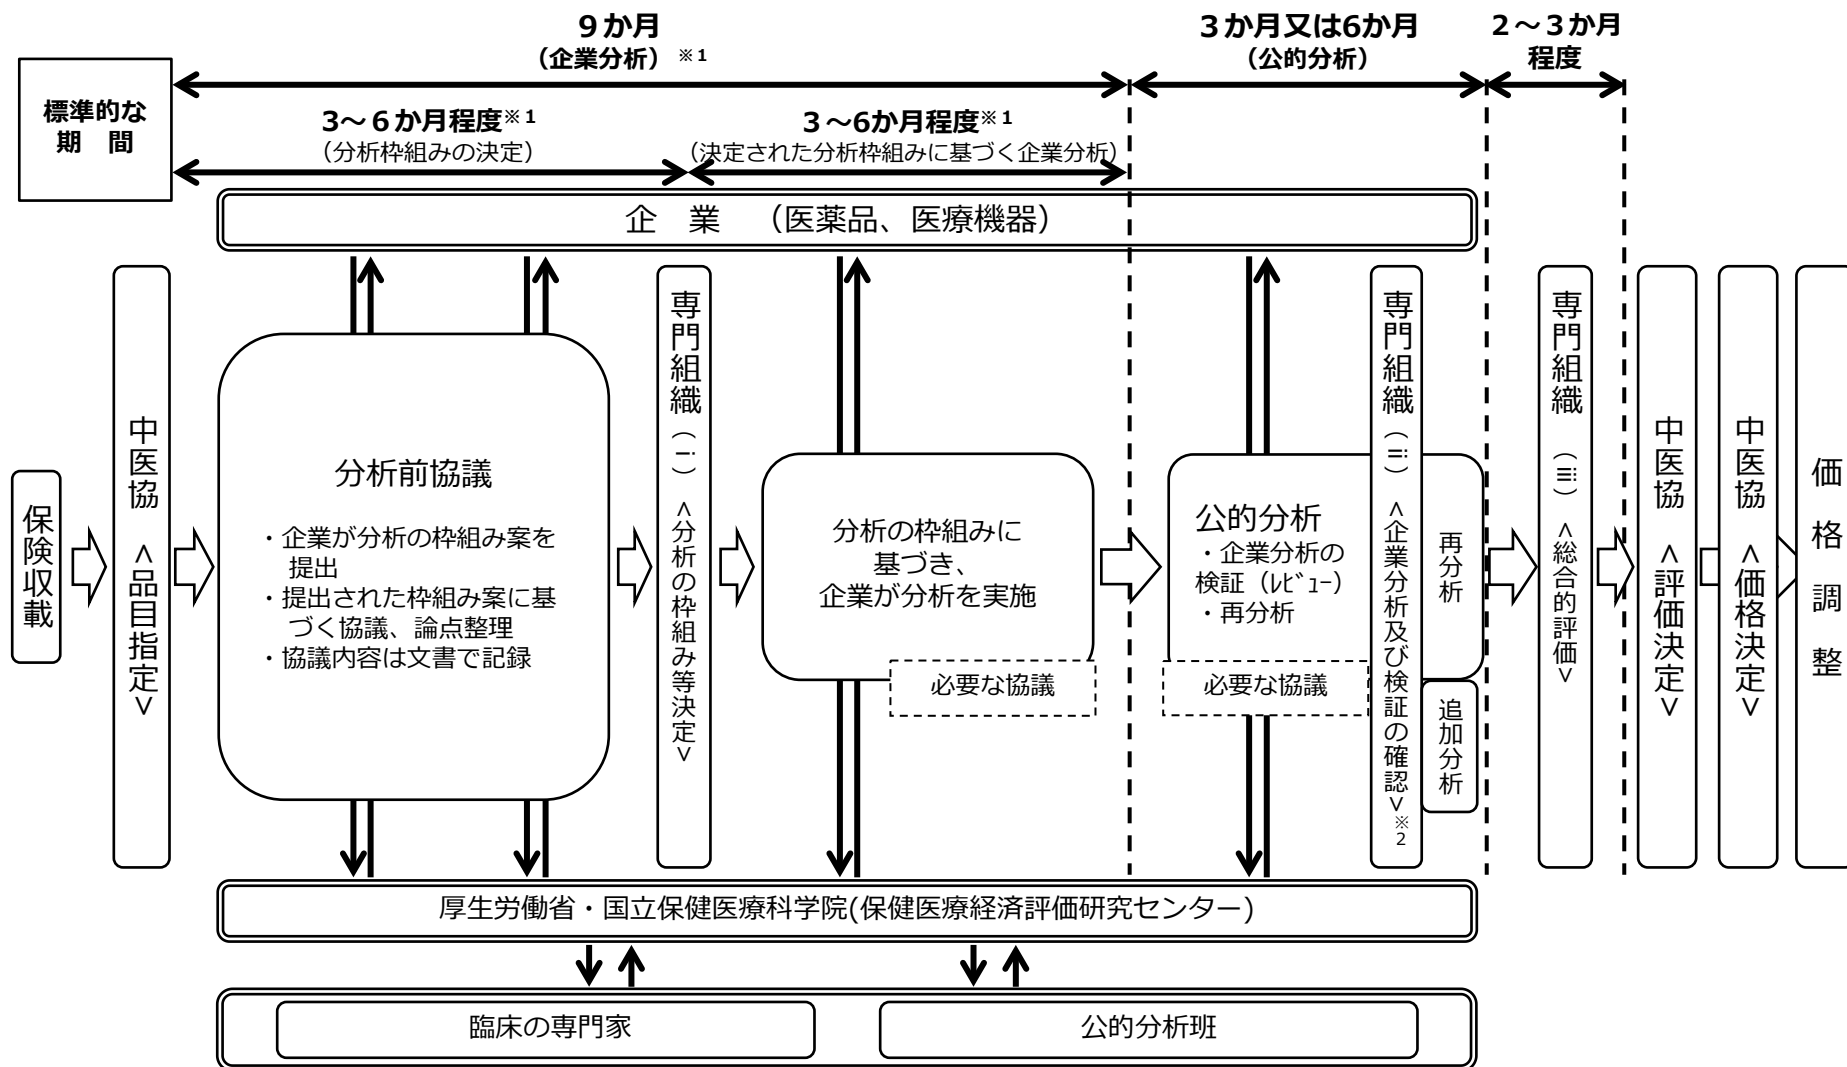 9か月
（企業分析）※1
3か月又は6か月
（公的分析）
2～3か月
程度
標準的な
期　間
3～6か月程度※1
（分析枠組みの決定）
3～6か月程度※1
（決定された分析枠組みに基づく企業分析）
企　業　（医薬品、医療機器）
保険収載
中医協　<品目指定>
分析前協議
・企業が分析の枠組み案を
提出
・提出された枠組み案に基
づく協議、論点整理
・協議内容は文書で記録
専門組織（ⅰ）<分析の枠組み等決定>
分析の枠組みに
基づき、
企業が分析を実施
必要な協議
公的分析
・企業分析の
検証（ﾚﾋﾞｭｰ）
・再分析
必要な協議
専門組織（ⅱ）<企業分析及び検証の確認>※2
再分析
追加分析
専門組織　（ⅲ）<総合的評価>
中医協　<評価決定>
中医協　<価格決定>
価格調整
厚生労働省・国立保健医療科学院(保健医療経済評価研究センター)
臨床の専門家
公的分析班